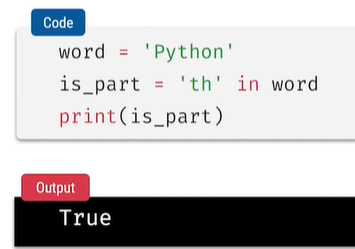 Code
word = 'Python'
is_part = 'th' in word
print(is_part)
Output
True